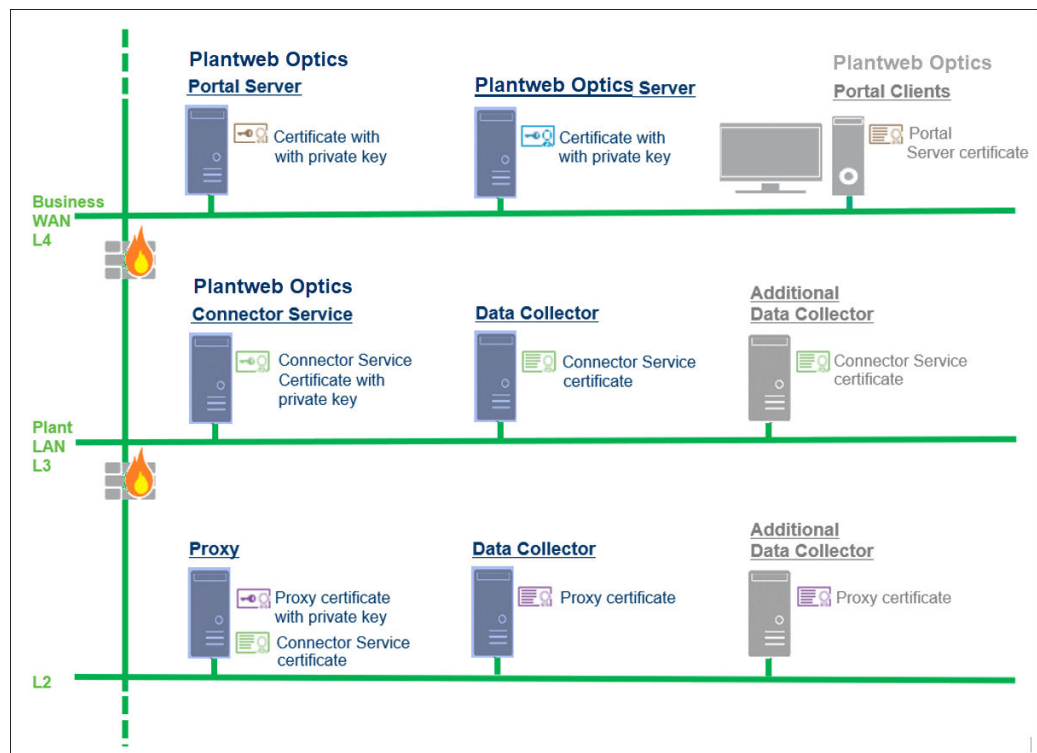 Plantweb Optics
Portal Server
Certificate with
with private key
Plantweb Optics Server
Certificate with
with private key
Plantweb Optics
Portal Clients
Portal
Server certificate
Business
WAN
L4
Plantweb Optics
Connector Service
Connector Service
Certificate with
private key
Data Collector
Connector Service
certificate
Additional
Data Collector
Connector Service
certificate
Plant
LAN
L3
Proxy
Proxy certificate
with private key
Connector Service
certificate
Data Collector
Proxy certificate
Additional
Data Collector
Proxy certificate
L2